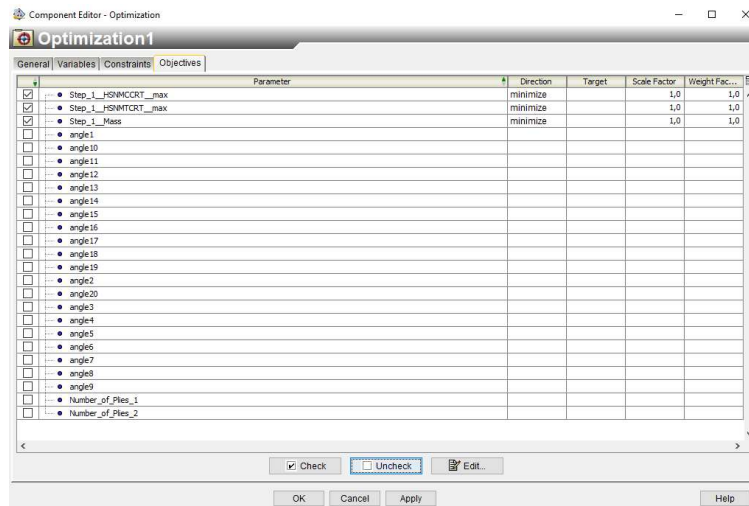 Component Editor - Optimization
Optimization1
General Variables Constraints Objectives
Parameter Direction Target Scale Factor Weight Fac...
Step_1__HSNMCCRT__max minimize 1,0 1,0
Step_1__HSNMTCRT__max minimize 1,0 1,0
Step_1__Mass minimize 1,0 1,0
angle1
angle10
angle11
angle12
angle13
angle14
angle15
angle16
angle17
angle18
angle19
angle2
angle20
angle3
angle4
angle5
angle6
angle7
angle8
angle9
Number_of_Plies_1
Number_of_Plies_2
Check Uncheck Edit...
OK Cancel Apply Help